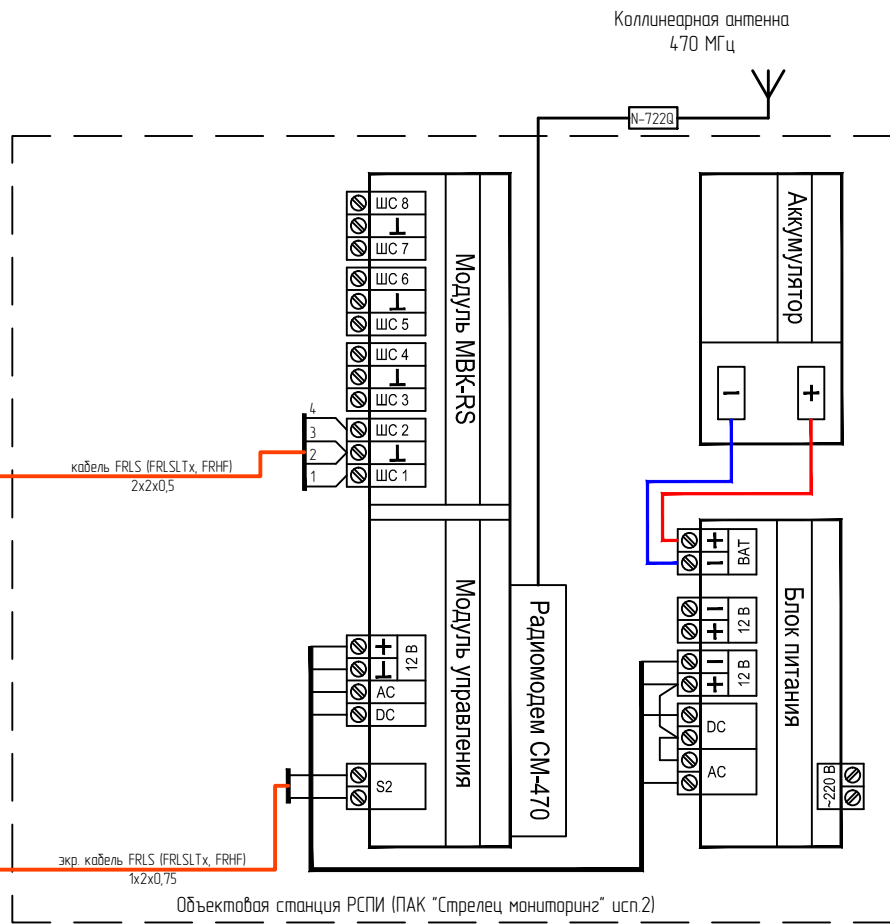 Коллинеарная антенна
470 МГц
N-722Q
ШС 8
⊥
ШС 7
ШС 6
⊥
ШС 5
ШС 4
⊥
ШС 3
ШС 2
⊥
ШС 1
Модуль МВК-RS
4
3
2
1
кабель FRLS (FRLSLTx, FRHF)
2x2x0,5
Аккумулятор
−
+
+
⊥
12 В
AC
DC
S2
Модуль управления
Радиомодем СМ-470
+
−
BAT
−
+
12 В
−
+
12 В
DC
AC
Блок питания
~220 В
экр. кабель FRLS (FRLSLTx, FRHF)
1x2x0,75
Объектовая станция РСПИ (ПАК "Стрелец мониторинг" исп.2)